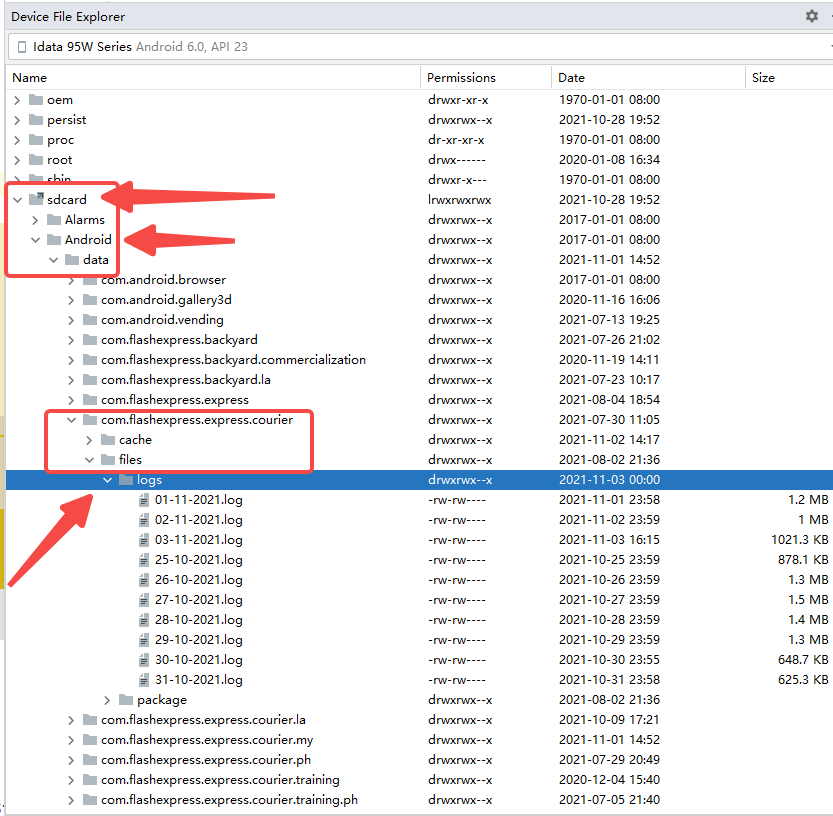 Device File Explorer
Idata 95W Series Android 6.0, API 23
Name Permissions Date Size
oem drwxr-xr-x 1970-01-01 08:00
persist drwxrwx--x 2021-10-28 19:52
proc dr-xr-xr-x 1970-01-01 08:00
root drwx------ 2020-01-08 16:34
sbin drwxr-x--- 1970-01-01 08:00
sdcard lrwxrwxrwx 2021-10-28 19:52
Alarms drwxrwx--x 2017-01-01 08:00
Android drwxrwx--x 2017-01-01 08:00
data drwxrwx--x 2021-11-01 14:52
com.android.browser drwxrwx--x 2017-01-01 08:00
com.android.gallery3d drwxrwx--x 2020-11-16 16:06
com.android.vending drwxrwx--x 2021-07-13 19:25
com.flashexpress.backyard drwxrwx--x 2021-07-26 21:02
com.flashexpress.backyard.commercialization drwxrwx--x 2020-11-19 14:11
com.flashexpress.backyard.la drwxrwx--x 2021-07-23 10:17
com.flashexpress.express drwxrwx--x 2021-08-04 18:54
com.flashexpress.express.courier drwxrwx--x 2021-07-30 11:05
cache drwxrwx--x 2021-11-02 14:17
files drwxrwx--x 2021-08-02 21:36
logs drwxrwx--x 2021-11-03 00:00
01-11-2021.log -rw-rw---- 2021-11-01 23:58 1.2 MB
02-11-2021.log -rw-rw---- 2021-11-02 23:59 1 MB
03-11-2021.log -rw-rw---- 2021-11-03 16:15 1021.3 KB
25-10-2021.log -rw-rw---- 2021-10-25 23:59 878.1 KB
26-10-2021.log -rw-rw---- 2021-10-26 23:59 1.3 MB
27-10-2021.log -rw-rw---- 2021-10-27 23:59 1.5 MB
28-10-2021.log -rw-rw---- 2021-10-28 23:59 1.4 MB
29-10-2021.log -rw-rw---- 2021-10-29 23:59 1.3 MB
30-10-2021.log -rw-rw---- 2021-10-30 23:55 648.7 KB
31-10-2021.log -rw-rw---- 2021-10-31 23:58 625.3 KB
package drwxrwx--x 2021-08-02 21:36
com.flashexpress.express.courier.la drwxrwx--x 2021-10-09 17:21
com.flashexpress.express.courier.my drwxrwx--x 2021-11-01 14:52
com.flashexpress.express.courier.ph drwxrwx--x 2021-07-29 20:49
com.flashexpress.express.courier.training drwxrwx--x 2020-12-04 15:40
com.flashexpress.express.courier.training.ph drwxrwx--x 2021-07-05 21:40